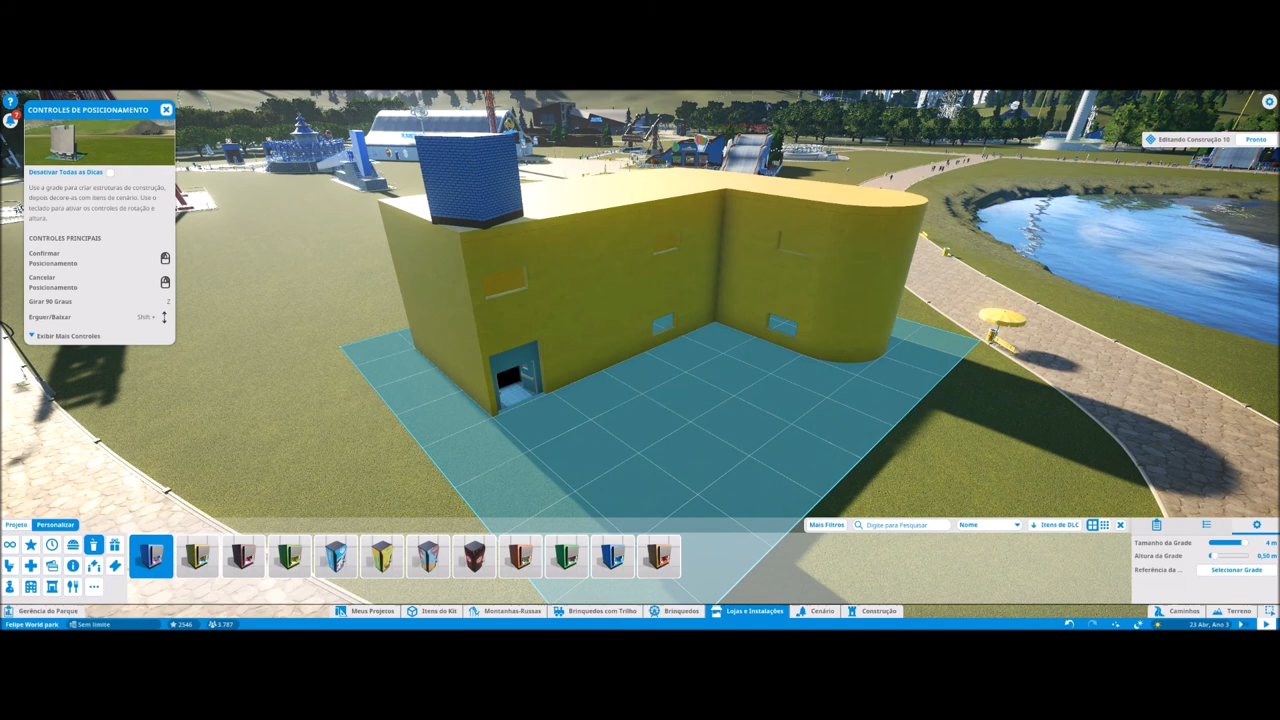 ?
7
CONTROLES DE POSICIONAMENTO
Desativar Todas as Dicas
Use a grade para criar estruturas de construção,
depois decore-as com itens de cenário. Use o
teclado para ativar os controles de rotação e
altura.
CONTROLES PRINCIPAIS
Confirmar
Posicionamento
Cancelar
Posicionamento
Girar 90 Graus Z
Erguer/Baixar Shift +
Exibir Mais Controles
Editando Construção 10 Pronto
Projeto Personalizar
Mais Filtros Digite para Pesquisar Nome Itens de DLC
Tamanho da Grade 4 m
Altura da Grade 0,50 m
Referência da ... Selecionar Grade
Gerência do Parque Meus Projetos Itens do Kit Montanhas-Russas Brinquedos com Trilho Brinquedos Lojas e Instalações Cenário Construção Caminhos Terreno
Felipe World park Sem limite 2546 3.787 23 Abr, Ano 3